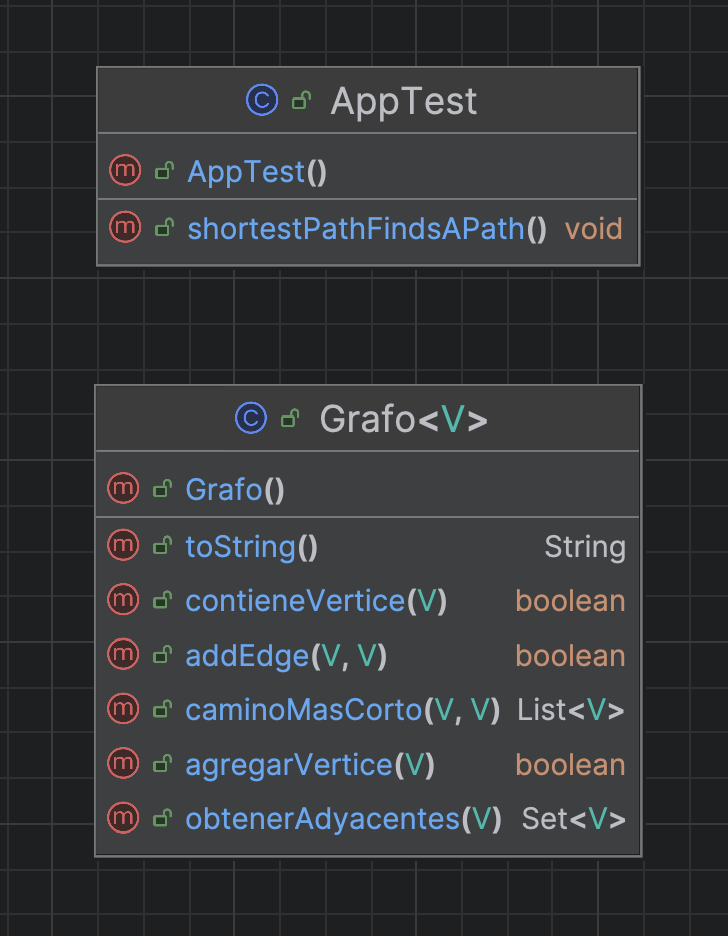 C AppTest
m AppTest()
m shortestPathFindsAPath() void
C Grafo<V>
m Grafo()
m toString() String
m contieneVertice(V) boolean
m addEdge(V, V) boolean
m caminoMasCorto(V, V) List<V>
m agregarVertice(V) boolean
m obtenerAdyacentes(V) Set<V>